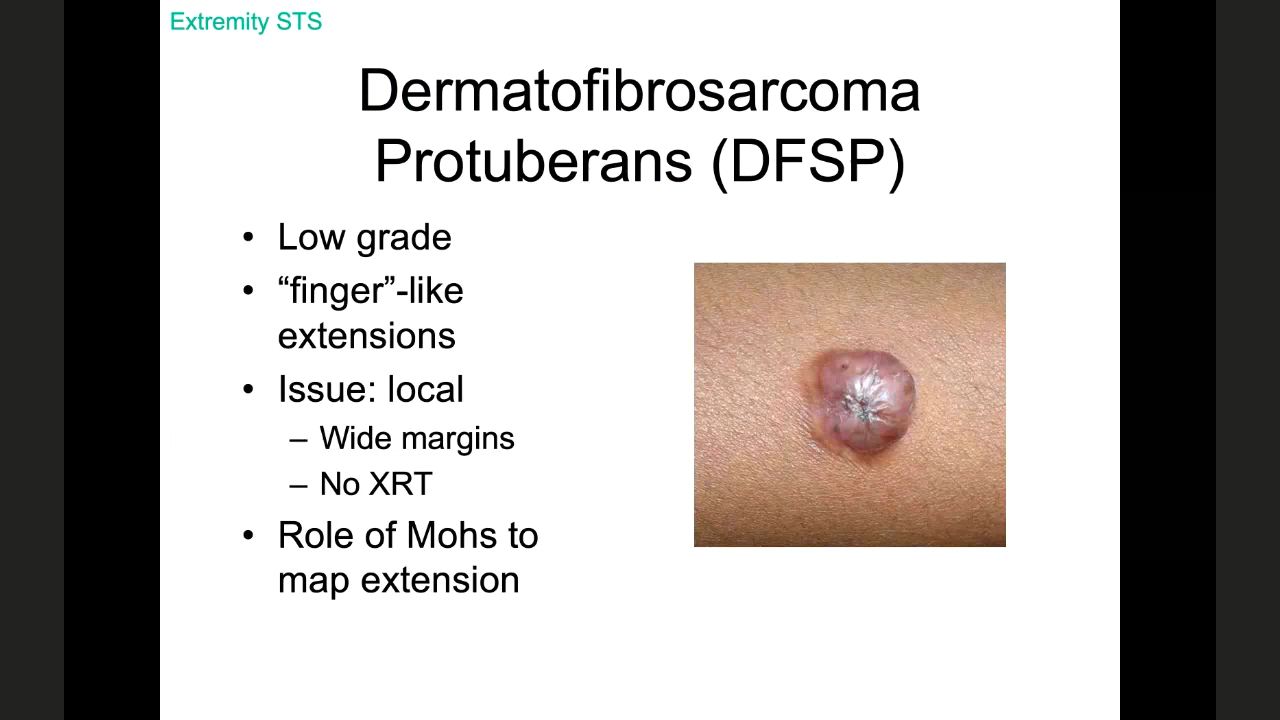 Extremity STS
Dermatofibrosarcoma
Protuberans (DFSP)
• Low grade
• “finger”-like
extensions
• Issue: local
– Wide margins
– No XRT
• Role of Mohs to
map extension